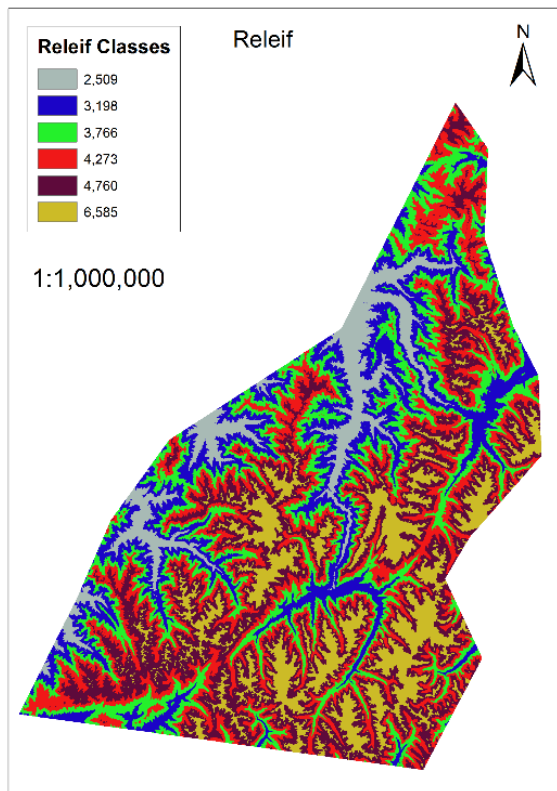 Releif Classes
2,509
3,198
3,766
4,273
4,760
6,585
Releif
N
1:1,000,000